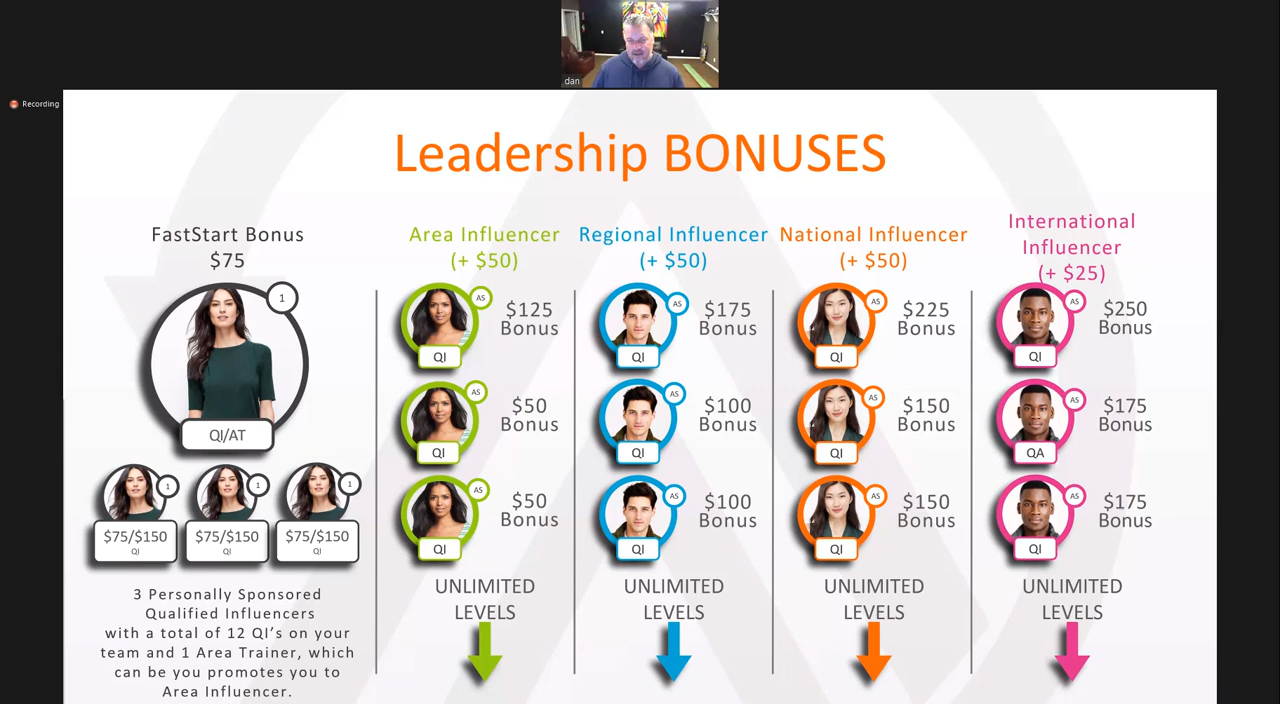 dan
Recording
Leadership BONUSES
FastStart Bonus
$75
1
QI/AT
1
1
1
$75/$150
QI
$75/$150
QI
$75/$150
QI
3 Personally Sponsored
Qualified Influencers
with a total of 12 QI's on your
team and 1 Area Trainer, which
can be you promotes you to
Area Influencer.
Area Influencer
(+ $50)
AS
$125
Bonus
QI
AS
$50
Bonus
QI
AS
$50
Bonus
QI
UNLIMITED
LEVELS
Regional Influencer
(+ $50)
AS
$175
Bonus
QI
AS
$100
Bonus
QI
AS
$100
Bonus
QI
UNLIMITED
LEVELS
National Influencer
(+ $50)
AS
$225
Bonus
QI
AS
$150
Bonus
QI
AS
$150
Bonus
QI
UNLIMITED
LEVELS
International
Influencer
(+ $25)
AS
$250
Bonus
QI
AS
$175
Bonus
QA
AS
$175
Bonus
QI
UNLIMITED
LEVELS